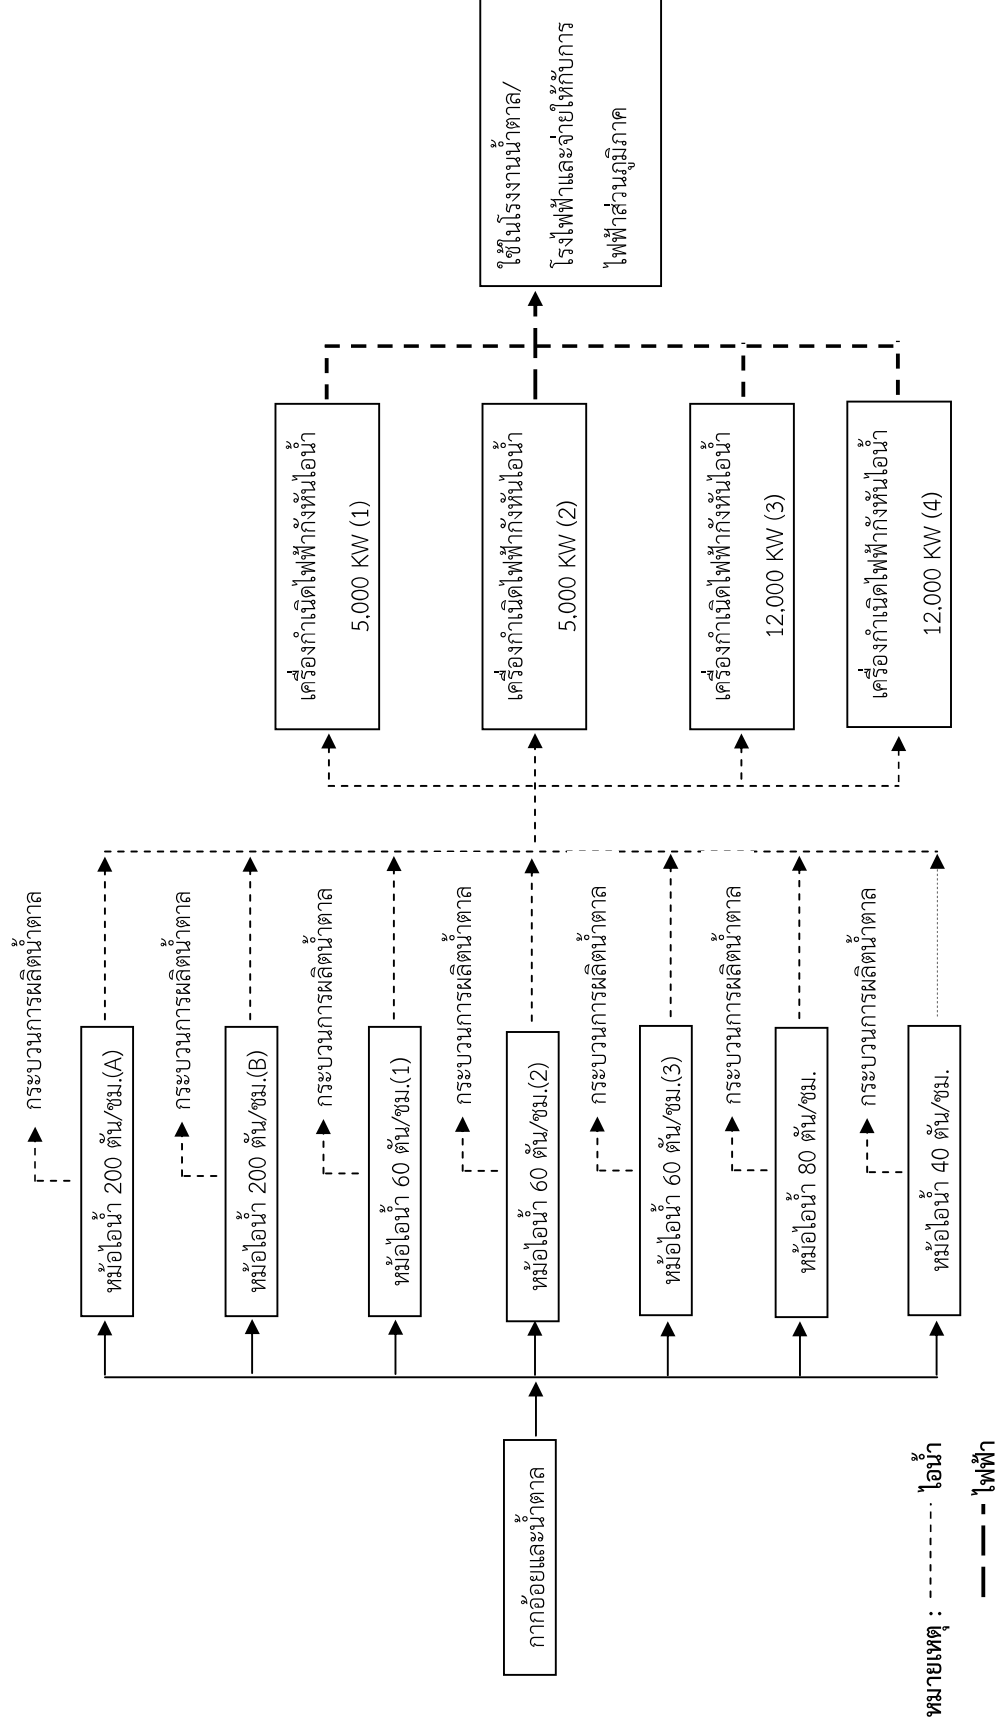 กากอ้อยและน้ำตาล
หม้อไอน้ำ 200 ตัน/ชม.(A)
กระบวนการผลิตน้ำตาล
หม้อไอน้ำ 200 ตัน/ชม.(B)
กระบวนการผลิตน้ำตาล
หม้อไอน้ำ 60 ตัน/ชม.(1)
กระบวนการผลิตน้ำตาล
หม้อไอน้ำ 60 ตัน/ชม.(2)
กระบวนการผลิตน้ำตาล
หม้อไอน้ำ 60 ตัน/ชม.(3)
กระบวนการผลิตน้ำตาล
หม้อไอน้ำ 80 ตัน/ชม.
กระบวนการผลิตน้ำตาล
หม้อไอน้ำ 40 ตัน/ชม.
กระบวนการผลิตน้ำตาล
เครื่องกำเนิดไฟฟ้ากังหันไอน้ำ
5,000 KW (1)
เครื่องกำเนิดไฟฟ้ากังหันไอน้ำ
5,000 KW (2)
เครื่องกำเนิดไฟฟ้ากังหันไอน้ำ
12,000 KW (3)
เครื่องกำเนิดไฟฟ้ากังหันไอน้ำ
12,000 KW (4)
ใช้ในโรงงานน้ำตาล/
โรงไฟฟ้าและจ่ายให้กับการ
ไฟฟ้าส่วนภูมิภาค
หมายเหตุ : ไอน้ำ
ไฟฟ้า